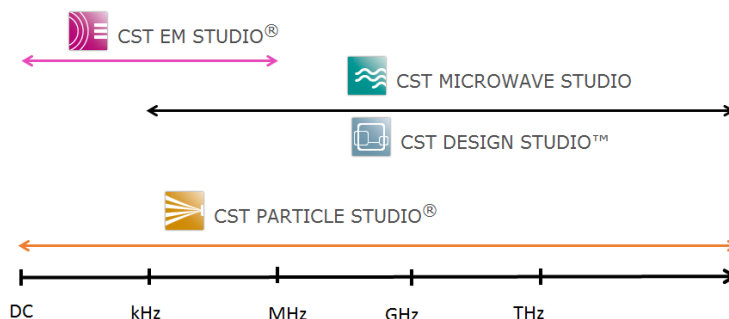 CST EM STUDIO®
CST MICROWAVE STUDIO
CST DESIGN STUDIO™
CST PARTICLE STUDIO®
DC kHz MHz GHz THz